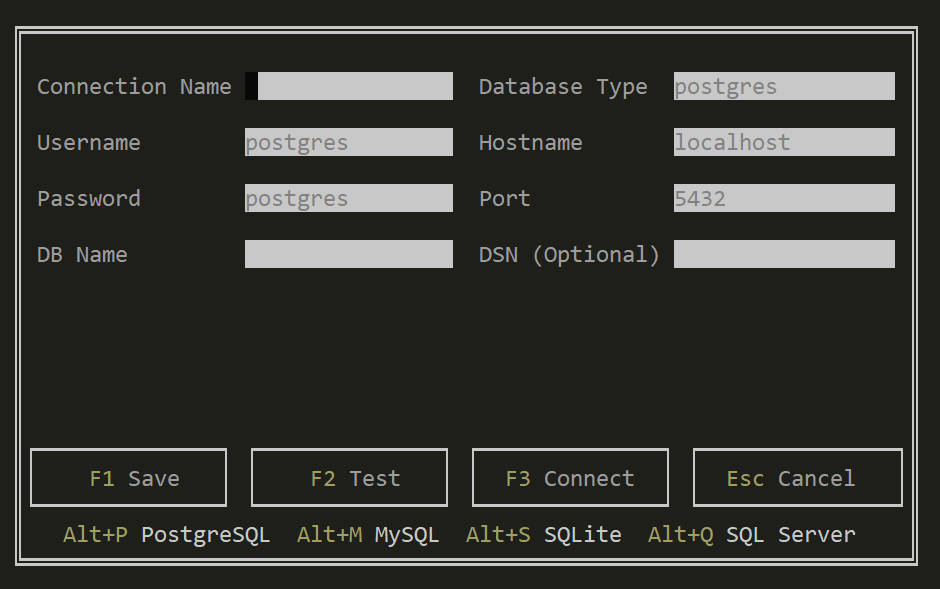 Connection Name Database Type postgres
Username postgres Hostname localhost
Password postgres Port 5432
DB Name DSN (Optional)
F1 Save F2 Test F3 Connect Esc Cancel
Alt+P PostgreSQL Alt+M MySQL Alt+S SQLite Alt+Q SQL Server